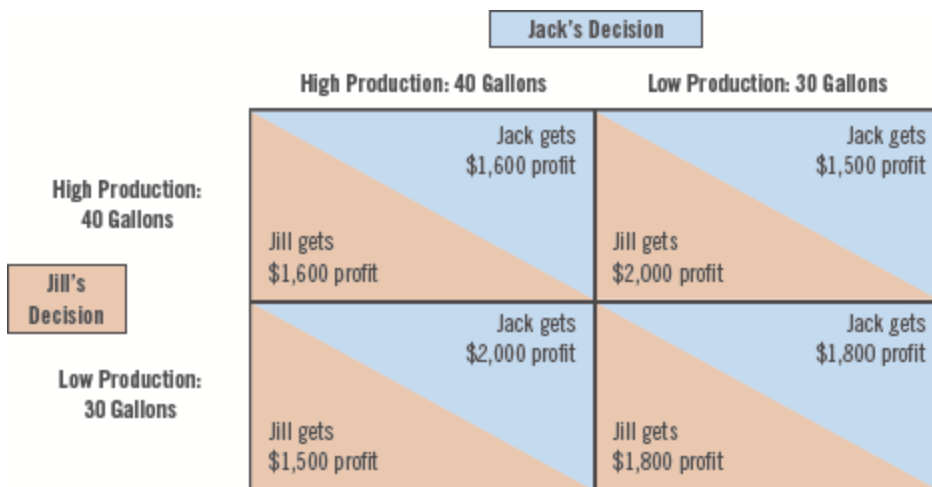 Jack's Decision
High Production: 40 Gallons
Low Production: 30 Gallons
Jack gets
$1,600 profit
Jack gets
$1,500 profit
High Production:
40 Gallons
Jill gets
$1,600 profit
Jill gets
$2,000 profit
Jill's
Decision
Jack gets
$2,000 profit
Jack gets
$1,800 profit
Low Production:
30 Gallons
Jill gets
$1,500 profit
Jill gets
$1,800 profit